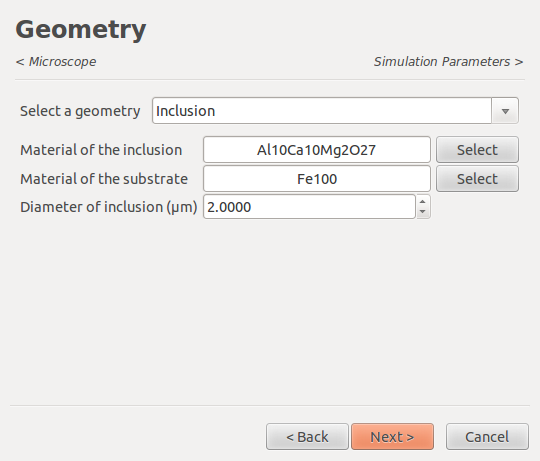 Geometry
< Microscope Simulation Parameters >
Select a geometry Inclusion
Material of the inclusion Al10Ca10Mg2O27 Select
Material of the substrate Fe100 Select
Diameter of inclusion (µm) 2.0000
< Back Next > Cancel